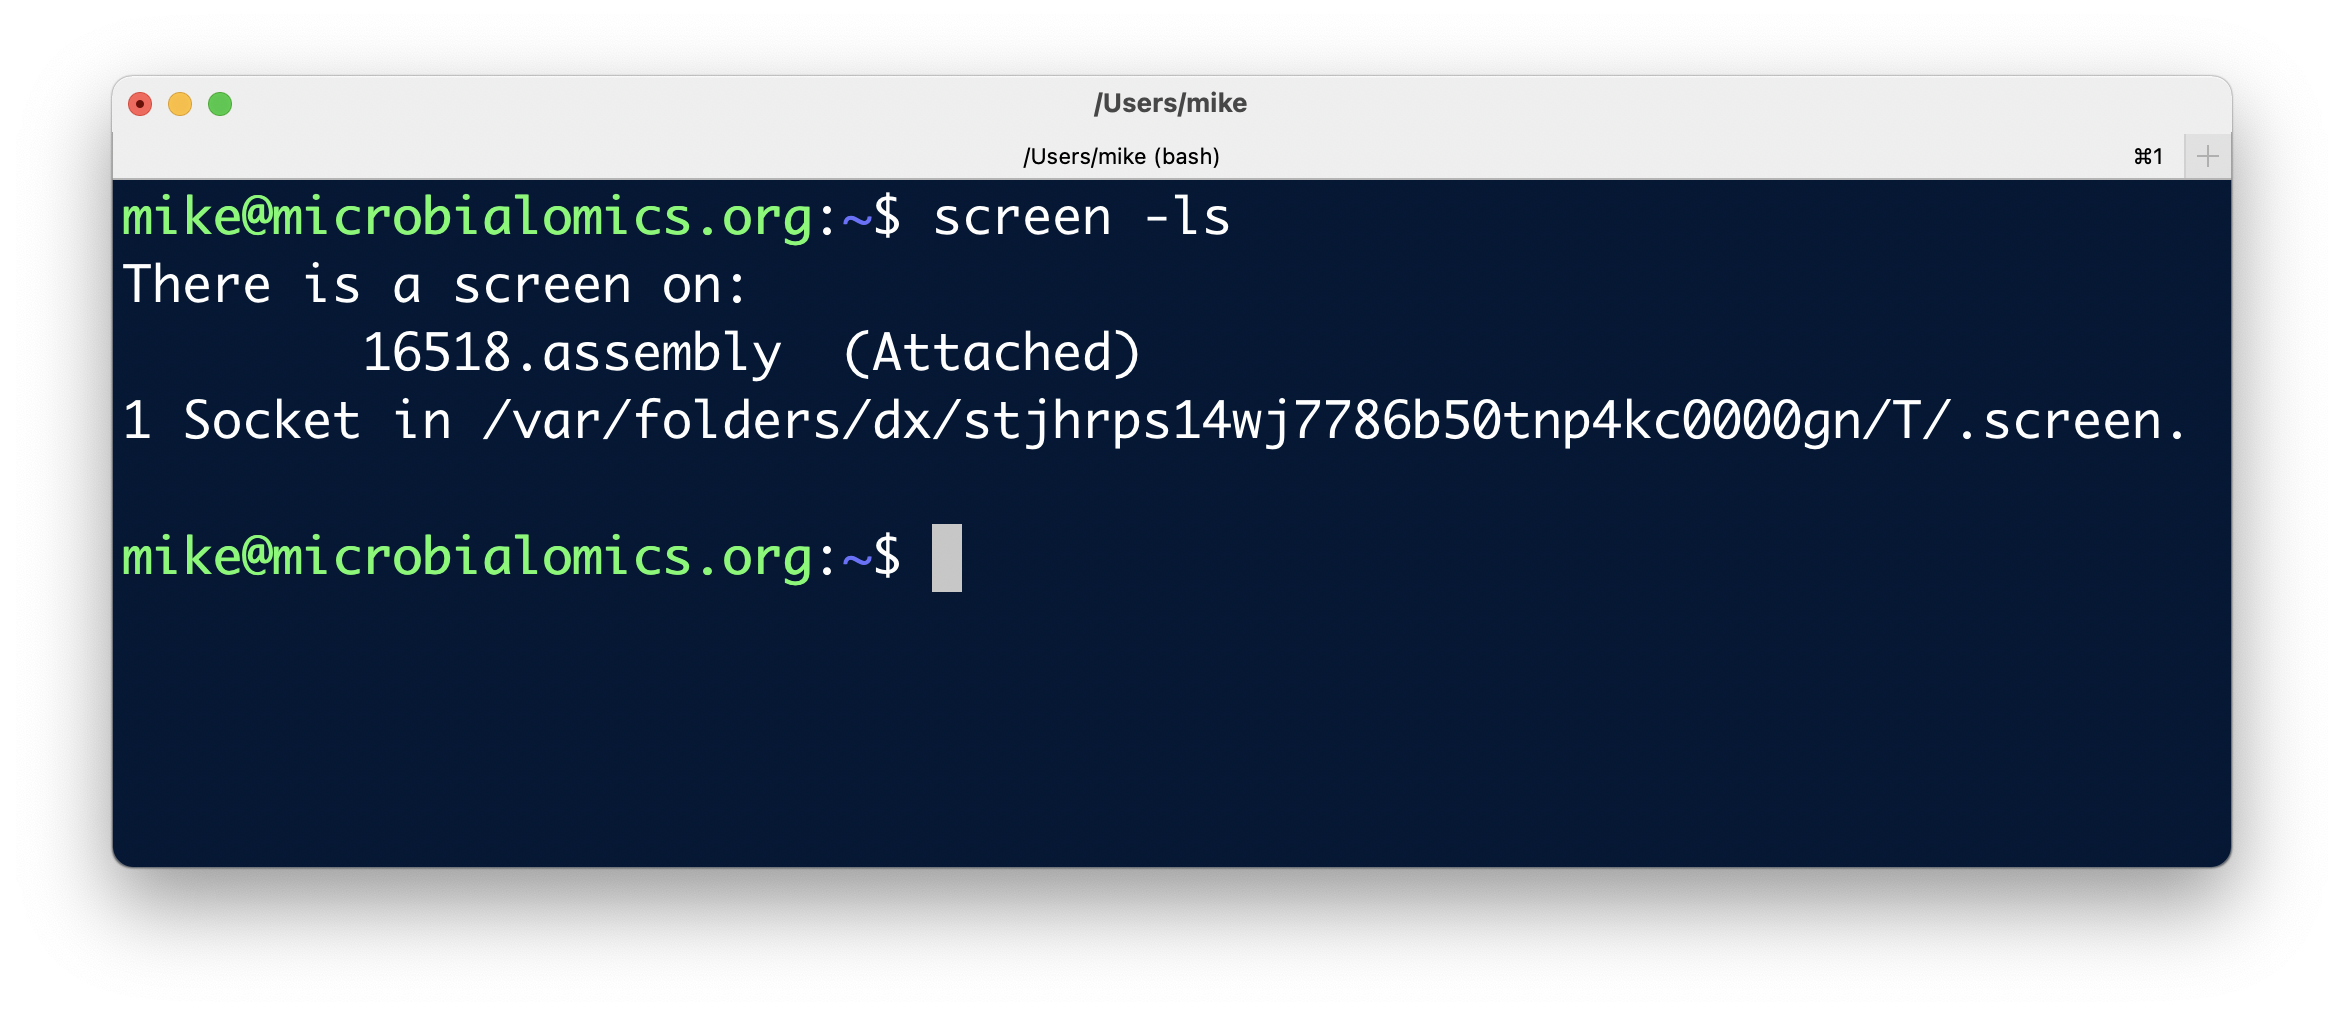 /Users/mike
/Users/mike (bash) ⌘1
mike@microbialomics.org:~$ screen -ls
There is a screen on:
        16518.assembly  (Attached)
1 Socket in /var/folders/dx/stjhrps14wj7786b50tnp4kc0000gn/T/.screen.
mike@microbialomics.org:~$